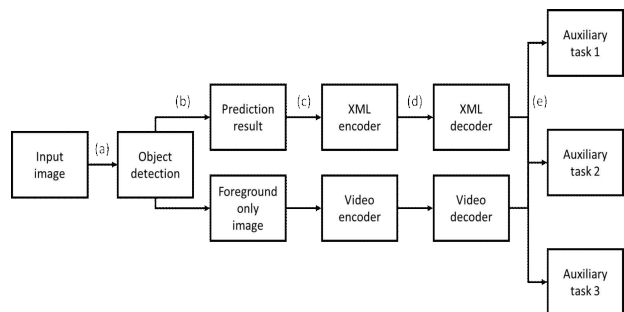 Auxiliary
task 1
(b)
(c)
(d)
(e)
Prediction
result
XML
encoder
XML
decoder
(a)
Input
image
Object
detection
Auxiliary
task 2
Foreground
only
image
Video
encoder
Video
decoder
Auxiliary
task 3